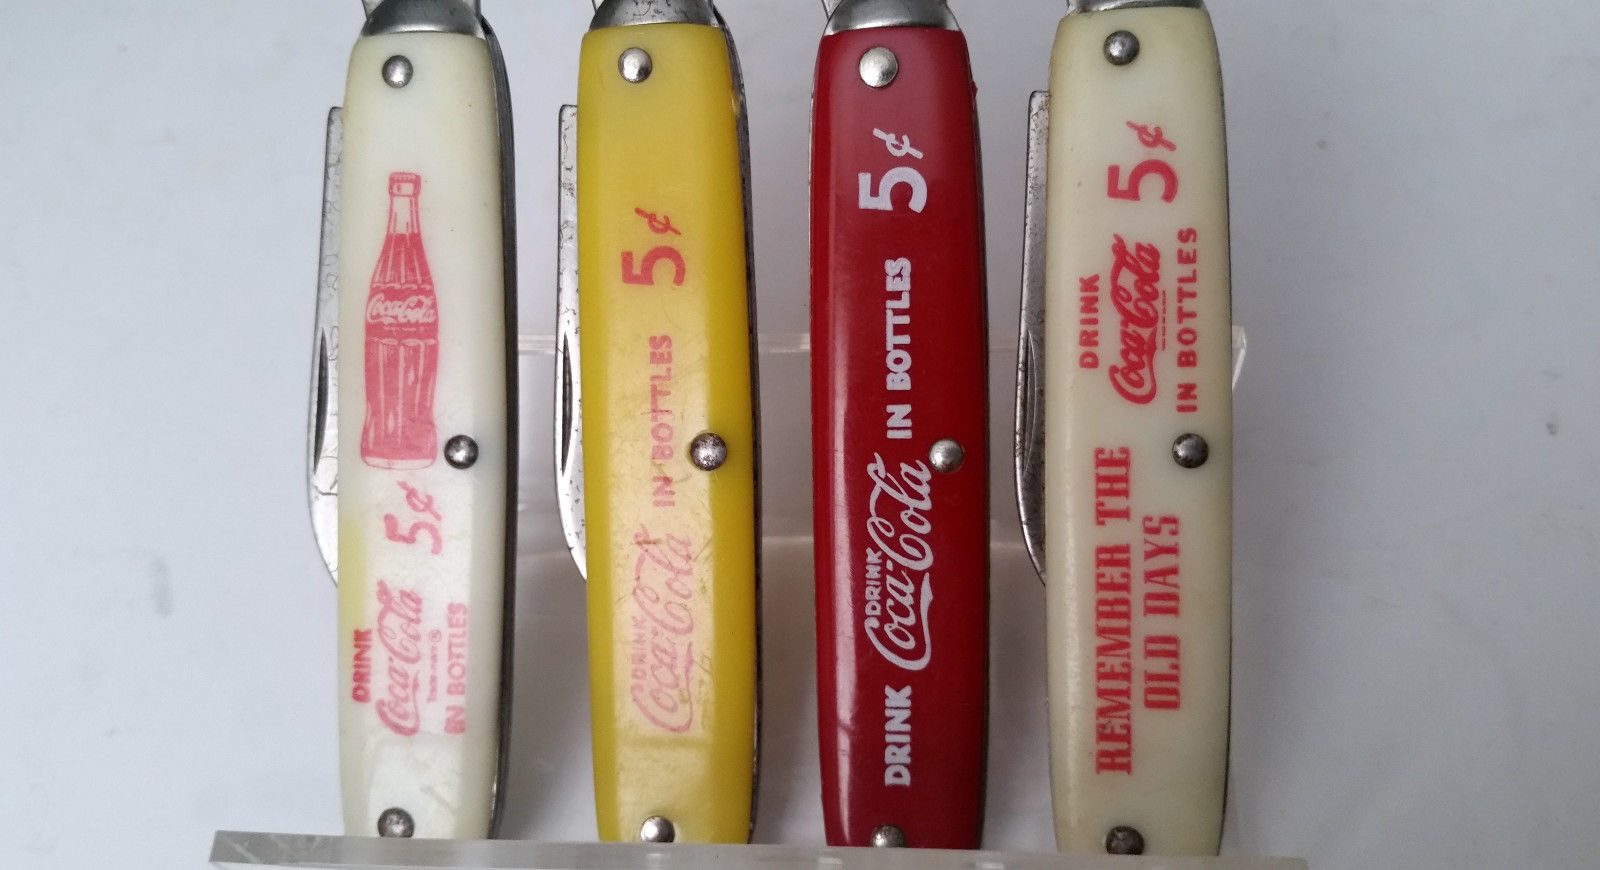 Coca-Cola
DRINK
Coca-Cola
5¢
IN BOTTLES
DRINK
Coca-Cola
IN BOTTLES
5¢
DRINK
DRINK
Coca-Cola
IN BOTTLES
5¢
REMEMBER THE
OLD DAYS
DRINK
Coca-Cola
IN BOTTLES
5¢